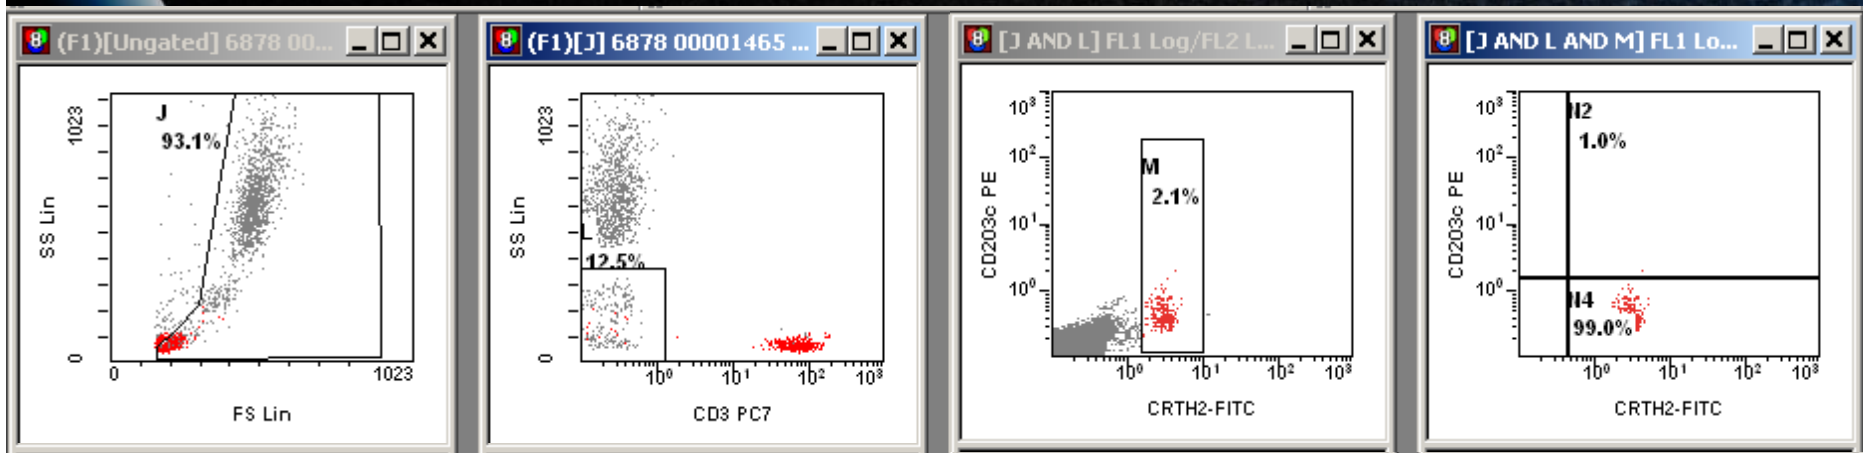 (F1)[Ungated] 6878 00...
J
93.1%
1023
0
SS Lin
0
1023
FS Lin
(F1)[J] 6878 00001465 ...
1023
0
SS Lin
L
12.5%
10⁰ 10¹ 10² 10³
CD3 PC7
[J AND L] FL1 Log/FL2 L...
10³
10²
10¹
10⁰
CD203c PE
M
2.1%
10⁰ 10¹ 10² 10³
CRTH2-FITC
[J AND L AND M] FL1 Lo...
10³
10²
10¹
10⁰
CD203c PE
N2
1.0%
N4
99.0%
10⁰ 10¹ 10² 10³
CRTH2-FITC